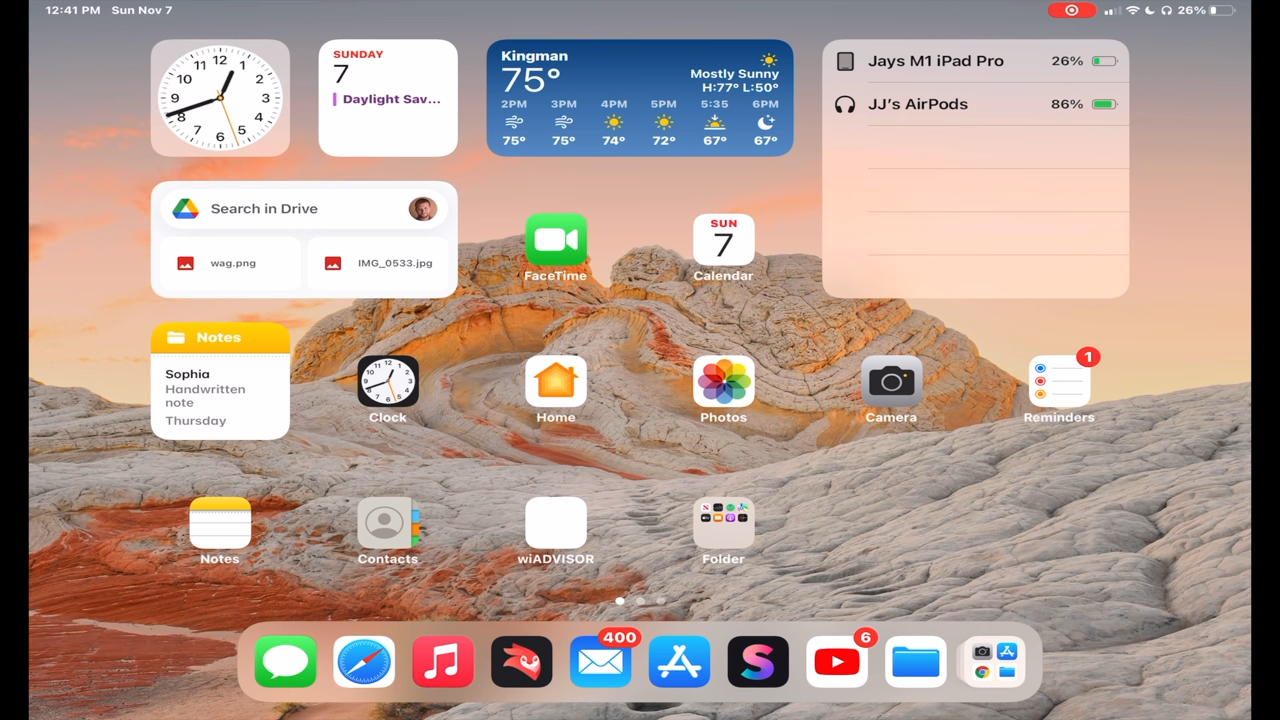 12:41 PM Sun Nov 7
26%
12
1
2
3
4
5
6
7
8
9
10
11
SUNDAY
7
Daylight Sav...
Kingman
75°
Mostly Sunny
H:77° L:50°
2PM 3PM 4PM 5PM 5:35 6PM
75° 75° 74° 72° 67° 67°
Jays M1 iPad Pro 26%
JJ's AirPods 86%
Search in Drive
wag.png IMG_0533.jpg
FaceTime
SUN
7
Calendar
Notes
Sophia
Handwritten
note
Thursday
Clock
Home
Photos
Camera
1
Reminders
Notes
Contacts
wiADVISOR
Folder
400
6